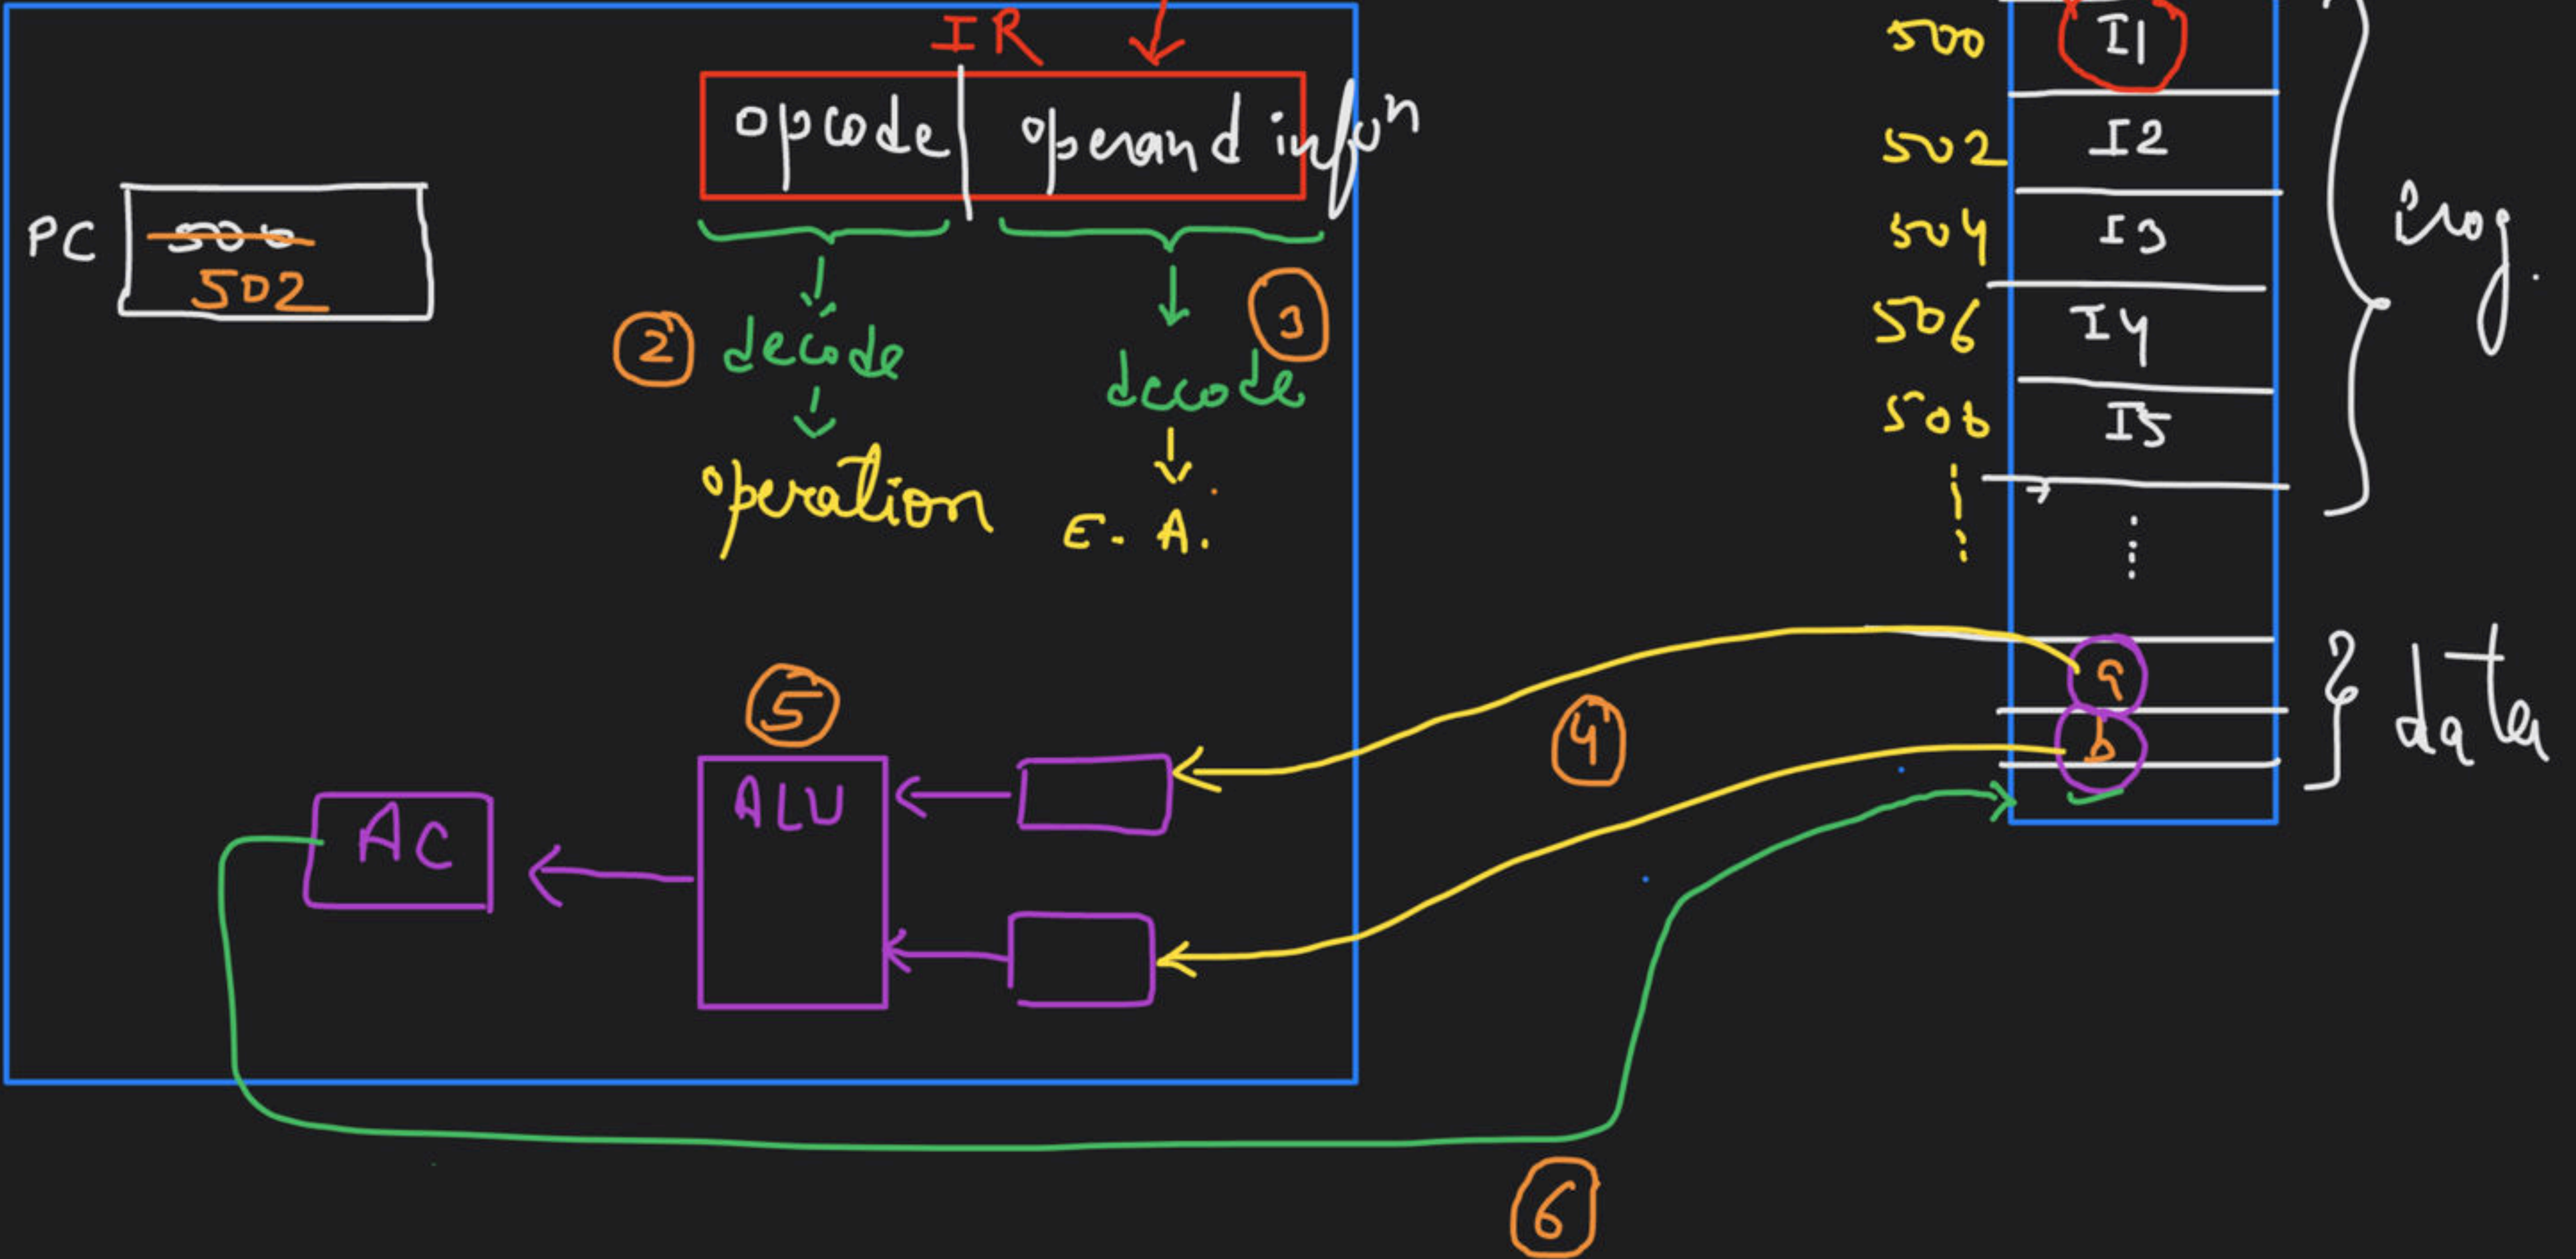 IR
opcode operand infoⁿ
PC 500
502
② decode
③ decode
operation
E. A.
⑤
ALU
AC
④
⑥
500 I1
502 I2
504 I3
506 I4
508 I5
prog.
a
b
data